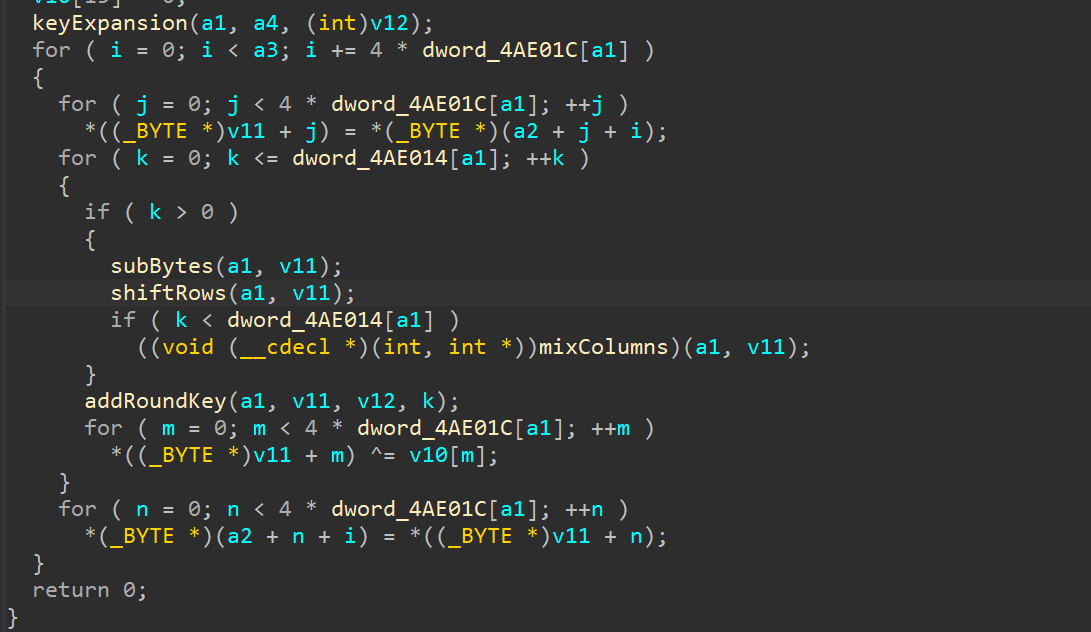 keyExpansion(a1, a4, (int)v12);
for ( i = 0; i < a3; i += 4 * dword_4AE01C[a1] )
{
for ( j = 0; j < 4 * dword_4AE01C[a1]; ++j )
*((_BYTE *)v11 + j) = *(_BYTE *)(a2 + j + i);
for ( k = 0; k <= dword_4AE014[a1]; ++k )
{
if ( k > 0 )
{
subBytes(a1, v11);
shiftRows(a1, v11);
if ( k < dword_4AE014[a1] )
((void (__cdecl *)(int, int *))mixColumns)(a1, v11);
}
addRoundKey(a1, v11, v12, k);
for ( m = 0; m < 4 * dword_4AE01C[a1]; ++m )
*((_BYTE *)v11 + m) ^= v10[m];
}
for ( n = 0; n < 4 * dword_4AE01C[a1]; ++n )
*(_BYTE *)(a2 + n + i) = *((_BYTE *)v11 + n);
}
return 0;
}